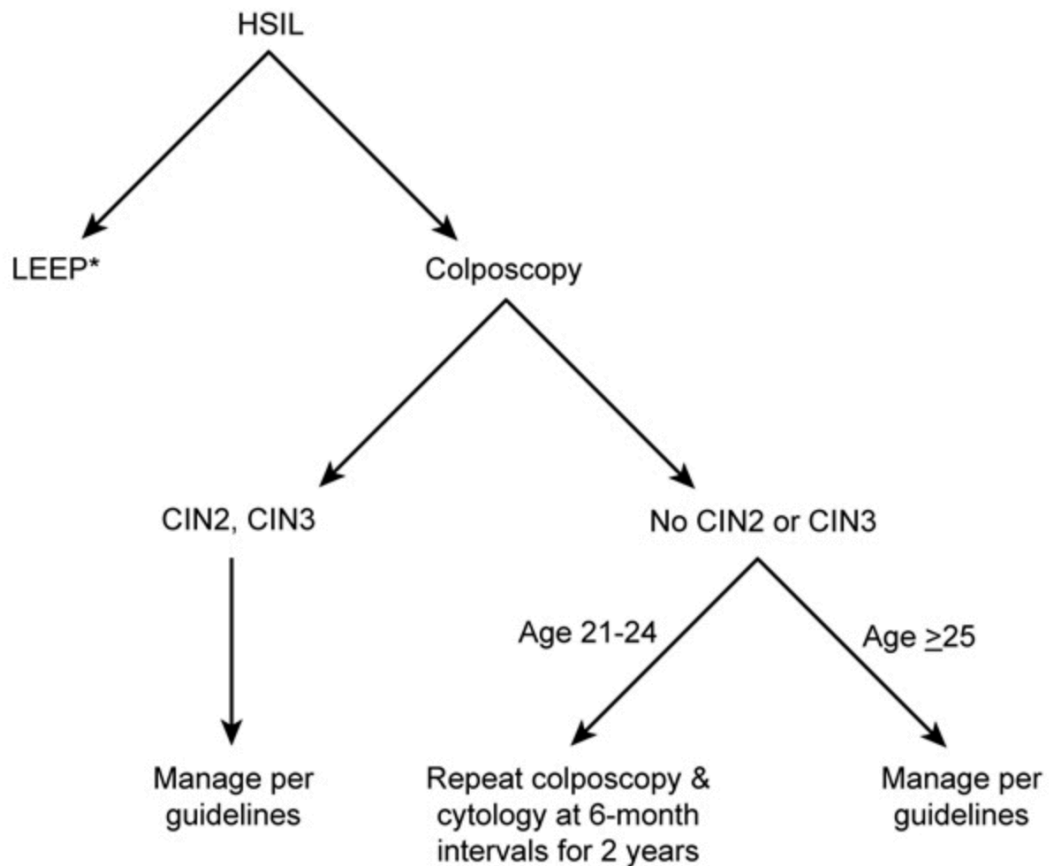 HSIL
LEEP*
Colposcopy
CIN2, CIN3
No CIN2 or CIN3
Age 21-24
Age ≥25
Manage per
guidelines
Repeat colposcopy &
cytology at 6-month
intervals for 2 years
Manage per
guidelines